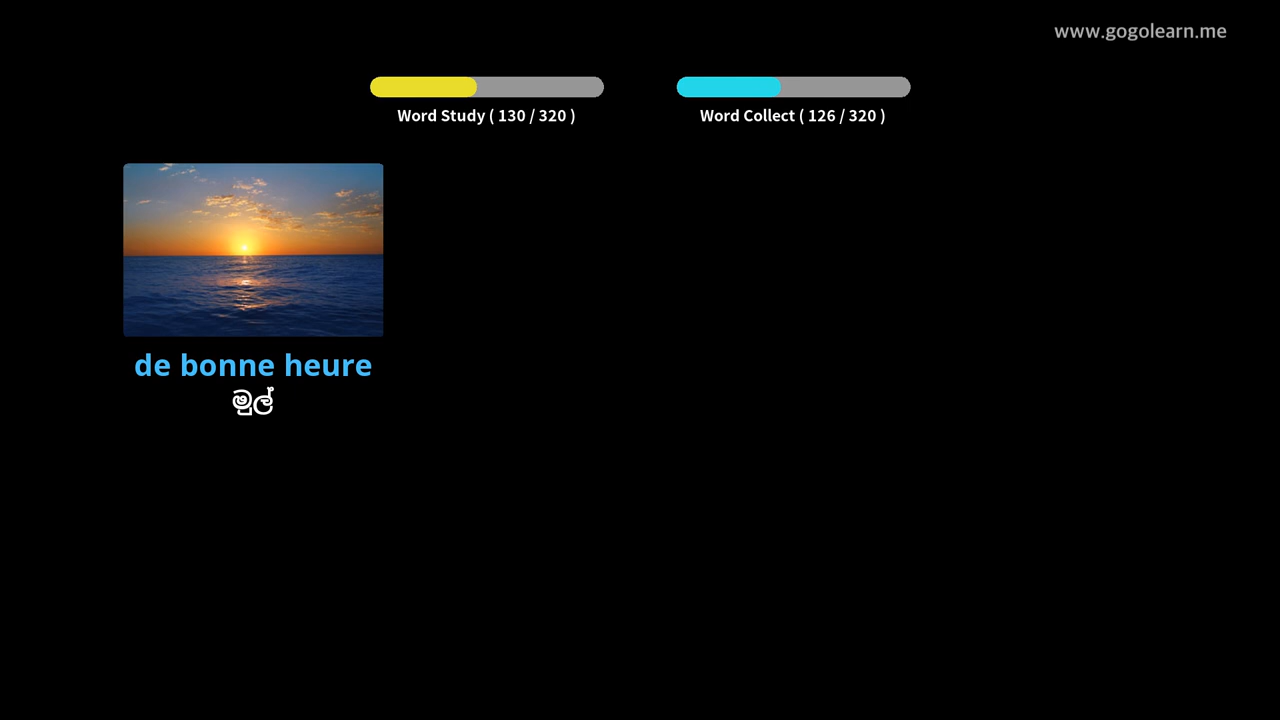 www.gogolearn.me
Word Study ( 130 / 320 )
Word Collect ( 126 / 320 )
de bonne heure
මුල්